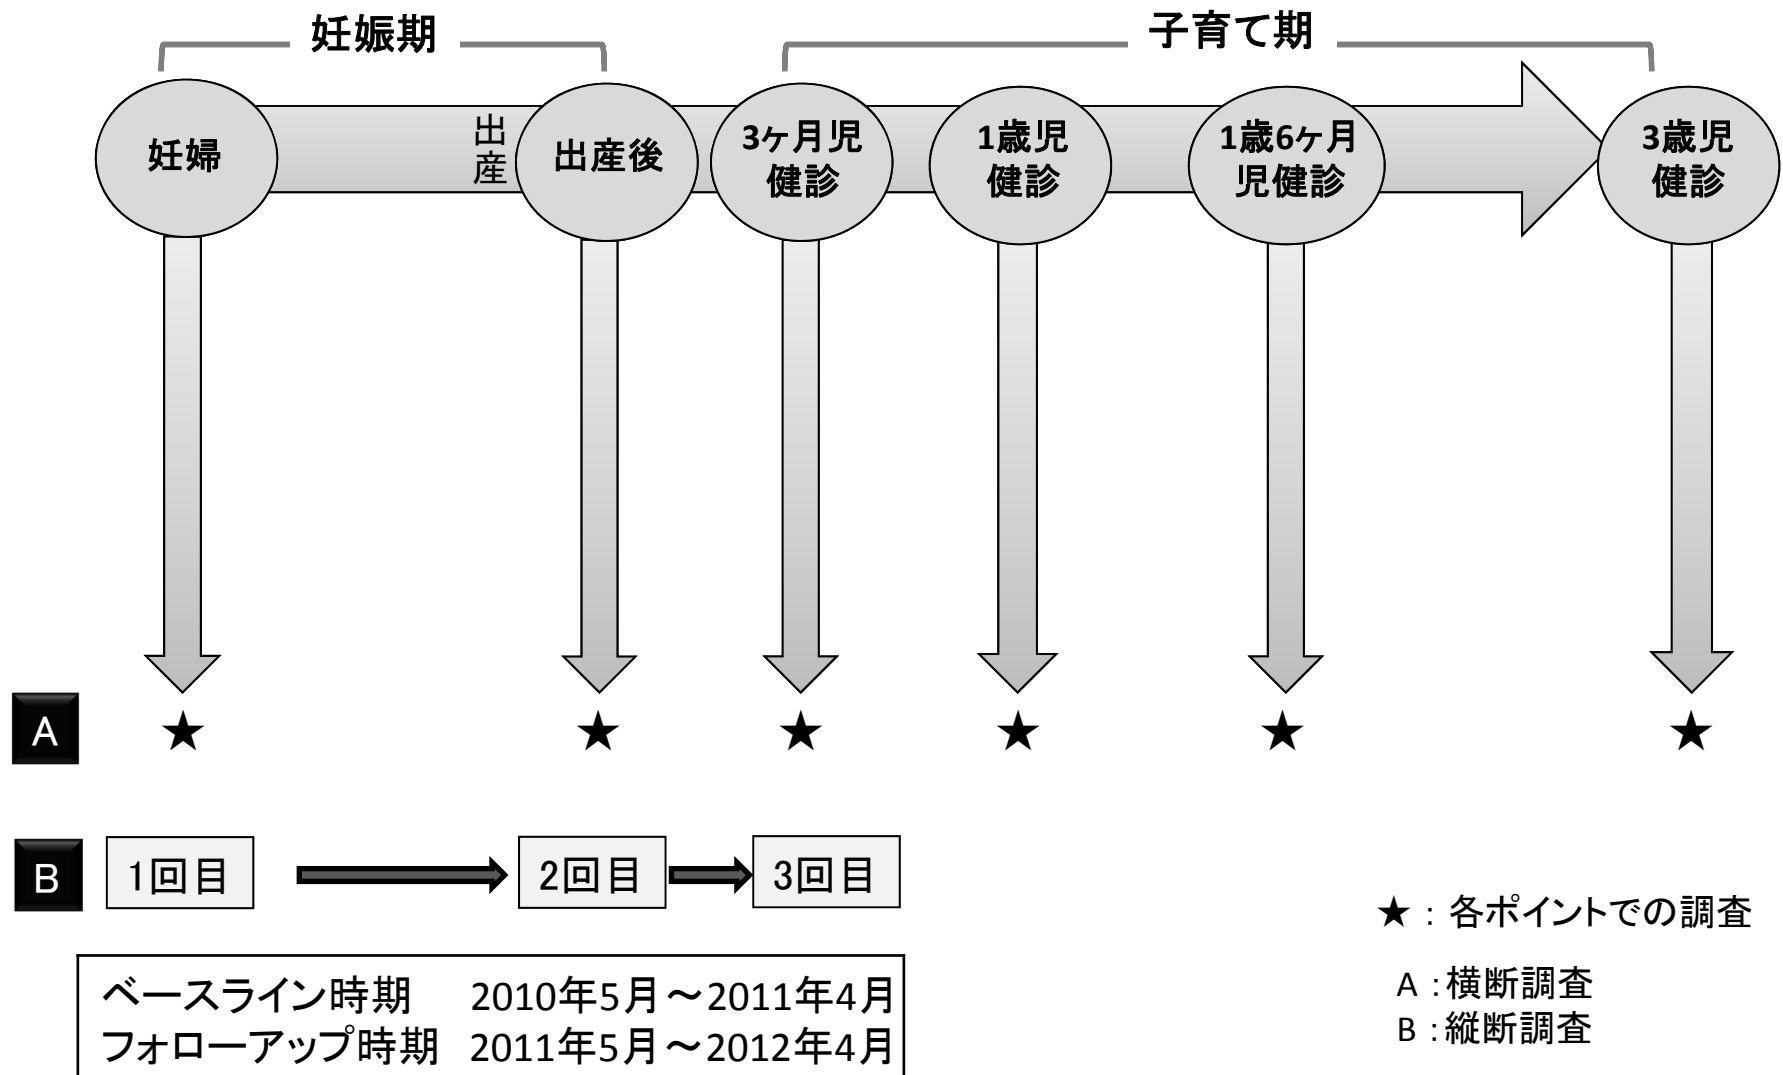 妊娠期
子育て期
妊婦
出産
出産後
3ヶ月児
健診
1歳児
健診
1歳6ヶ月
児健診
3歳児
健診
A
★
★
★
★
★
★
B
1回目
2回目
3回目
★：各ポイントでの調査
A：横断調査
B：縦断調査
ベースライン時期 2010年5月～2011年4月
フォローアップ時期 2011年5月～2012年4月